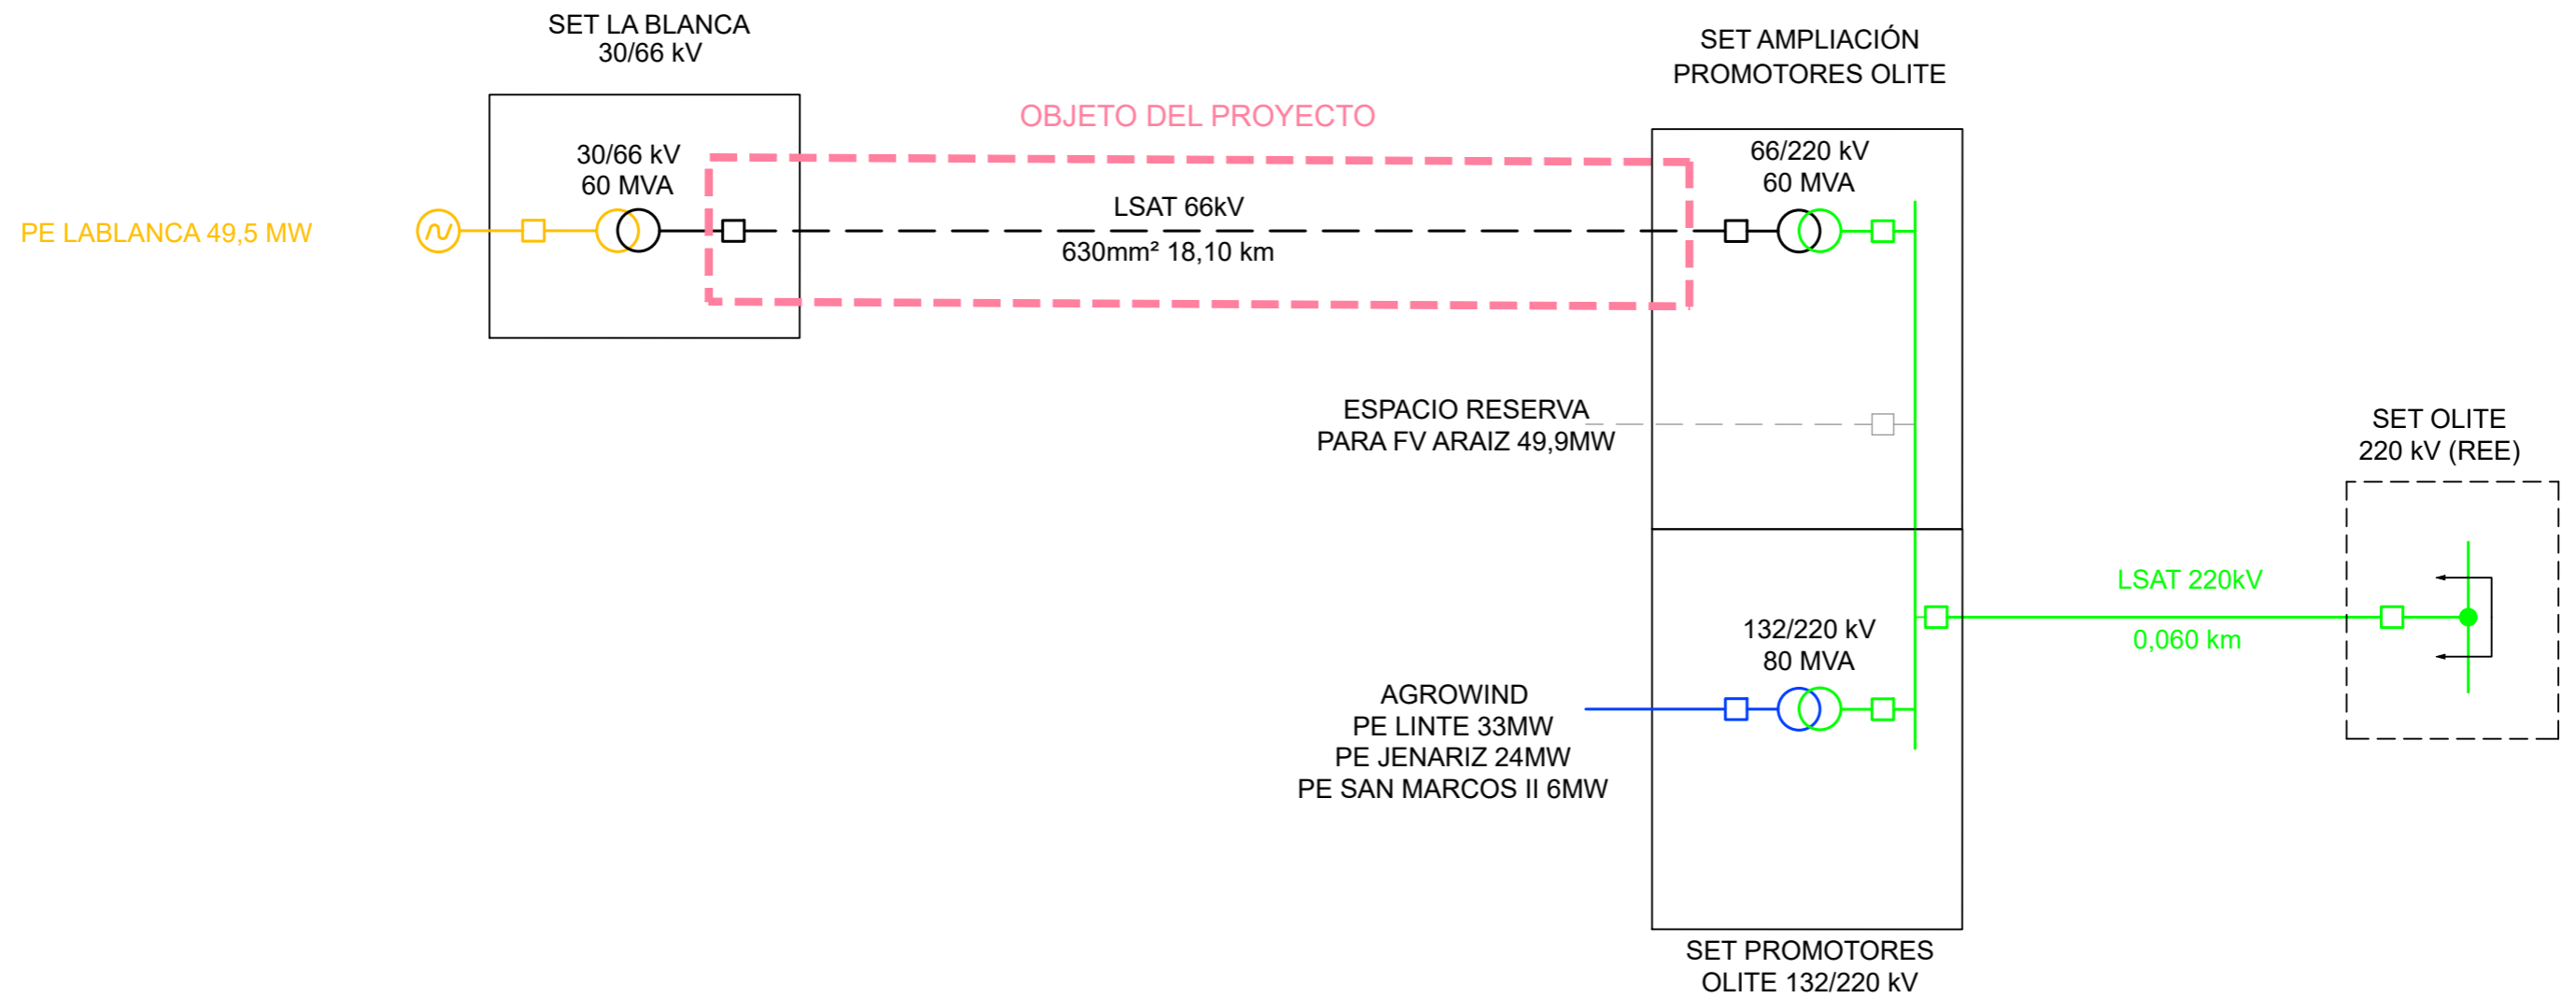 SET LA BLANCA
30/66 kV
SET AMPLIACIÓN
PROMOTORES OLITE
OBJETO DEL PROYECTO
30/66 kV
60 MVA
66/220 kV
60 MVA
PE LABLANCA 49,5 MW
LSAT 66kV
630mm² 18,10 km
ESPACIO RESERVA
PARA FV ARAIZ 49,9MW
SET OLITE
220 kV (REE)
LSAT 220kV
0,060 km
132/220 kV
80 MVA
AGROWIND
PE LINTE 33MW
PE JENARIZ 24MW
PE SAN MARCOS II 6MW
SET PROMOTORES
OLITE 132/220 kV